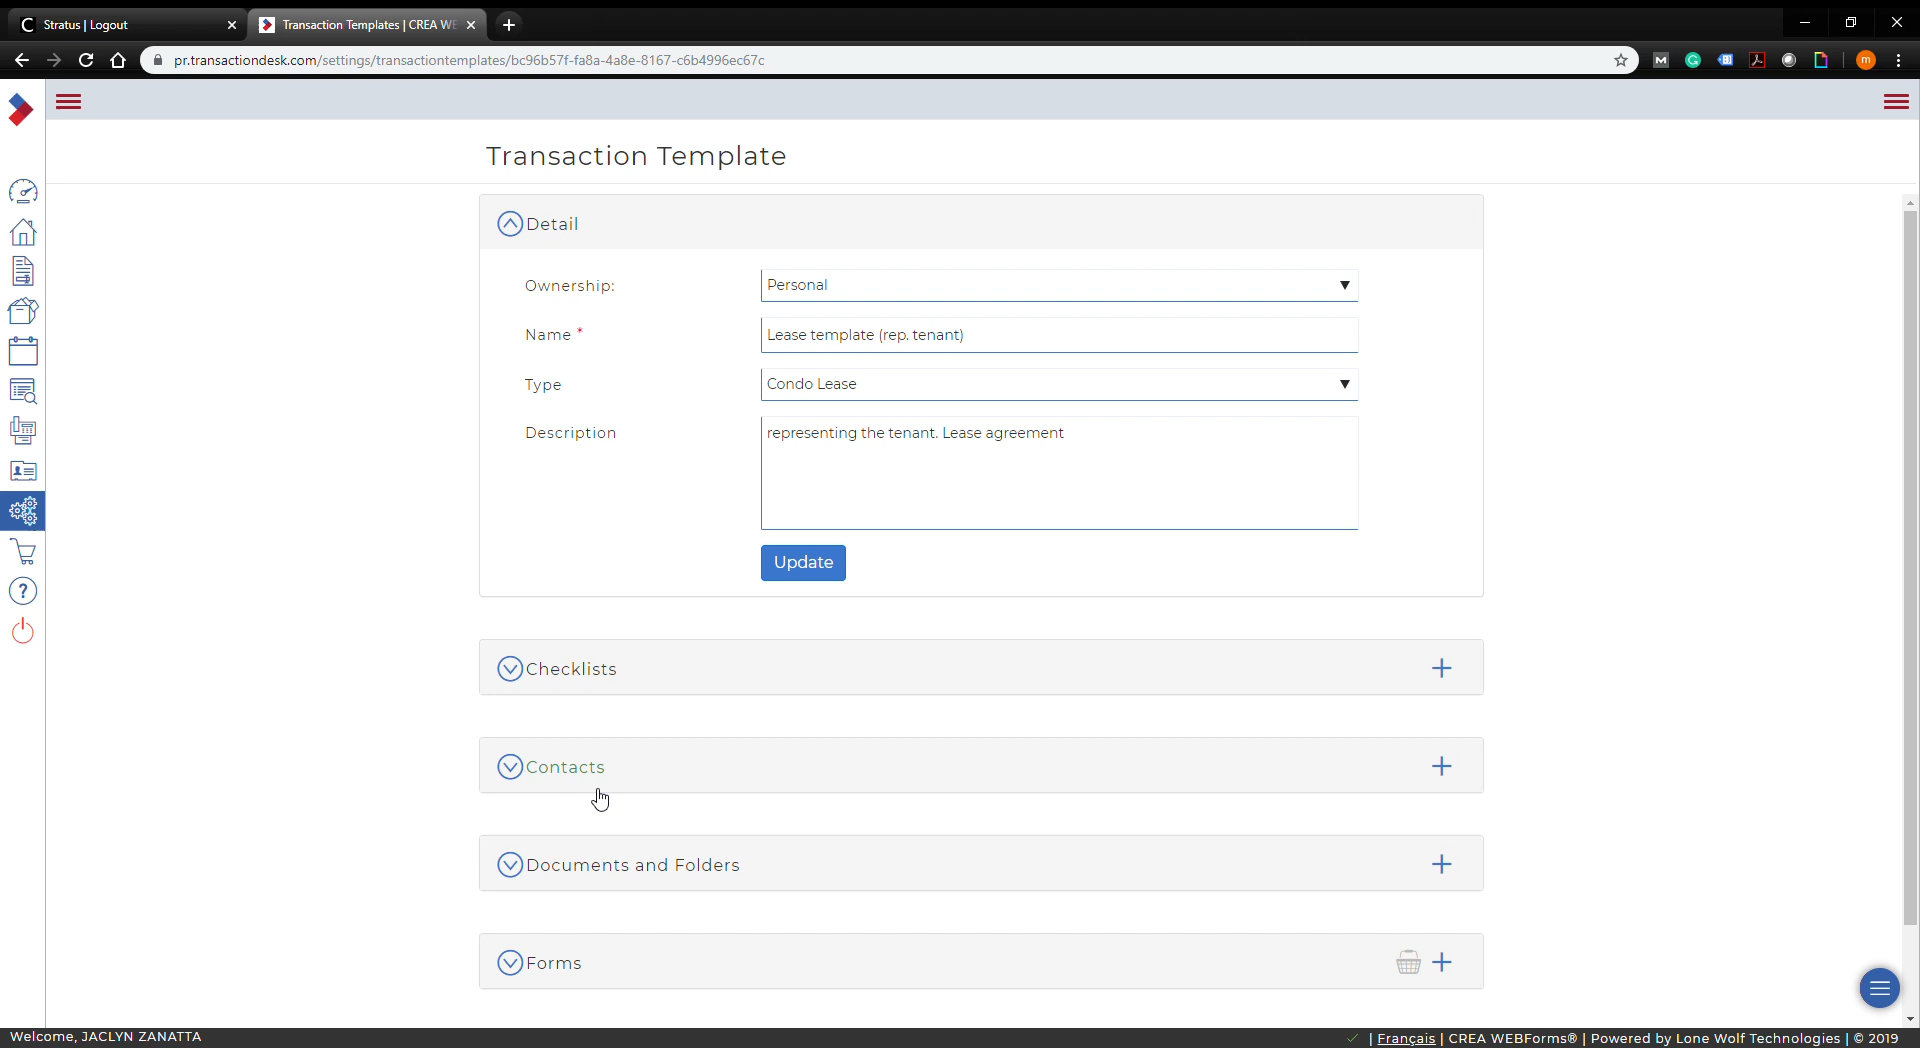 Stratus | Logout
Transaction Templates | CREA WE
pr.transactiondesk.com/settings/transactiontemplates/bc96b57f-fa8a-4a8e-8167-c6b4996ec67c
m
Transaction Template
Detail
Ownership: Personal
Name * Lease template (rep. tenant)
Type Condo Lease
Description representing the tenant. Lease agreement
Update
Checklists
Contacts
Documents and Folders
Forms
Welcome, JACLYN ZANATTA
| Français | CREA WEBForms® | Powered by Lone Wolf Technologies | © 2019